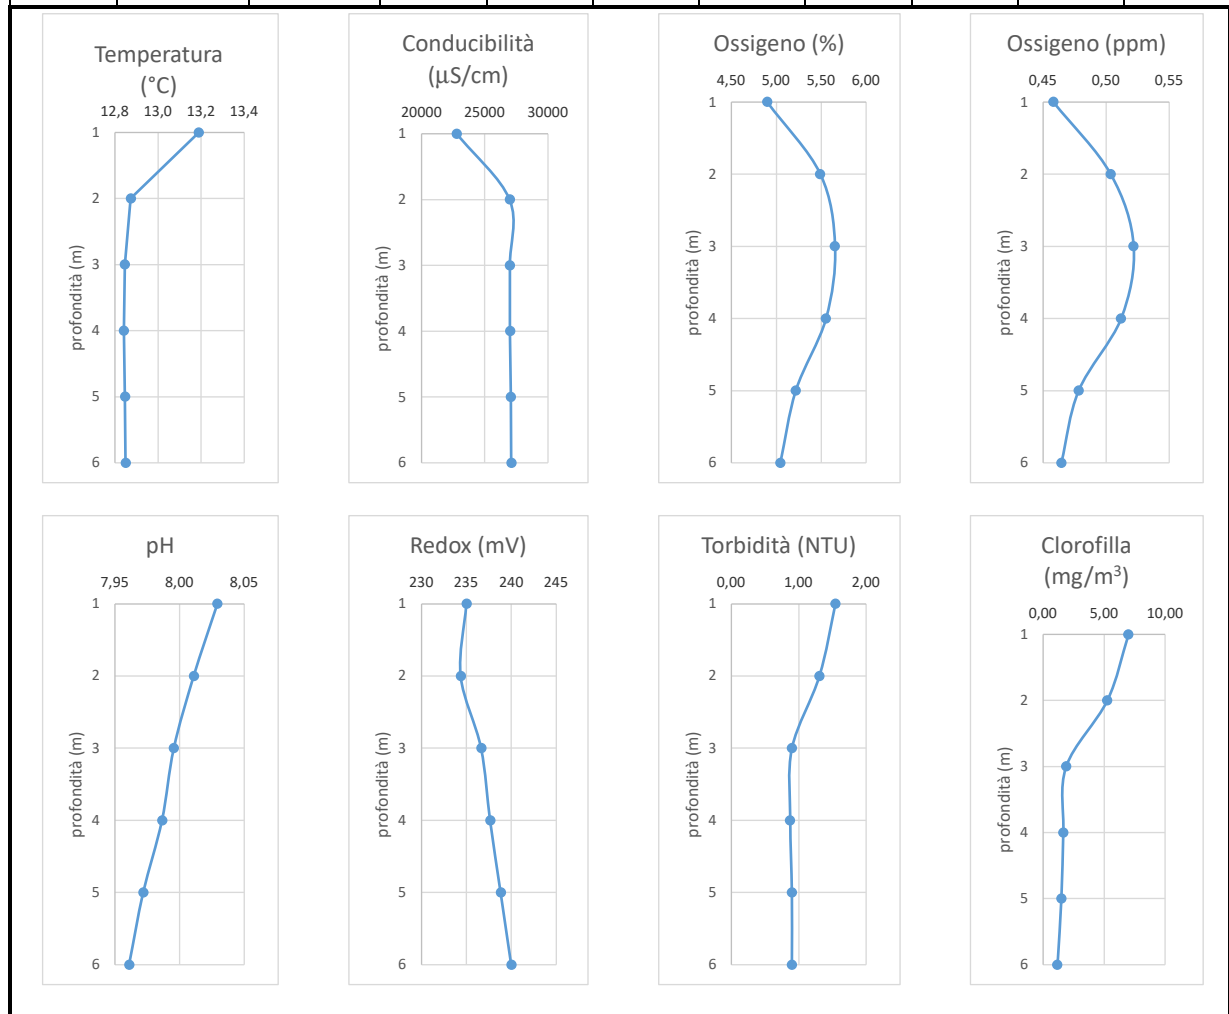 Temperatura
(°C)
12,8 13,0 13,2 13,4
1
2
3
4
5
6
profondità (m)
Conducibilità
(µS/cm)
20000 25000 30000
1
2
3
4
5
6
profondità (m)
Ossigeno (%)
4,50 5,00 5,50 6,00
1
2
3
4
5
6
profondità (m)
Ossigeno (ppm)
0,45 0,50 0,55
1
2
3
4
5
6
profondità (m)
pH
7,95 8,00 8,05
1
2
3
4
5
6
profondità (m)
Redox (mV)
230 235 240 245
1
2
3
4
5
6
profondità (m)
Torbidità (NTU)
0,00 1,00 2,00
1
2
3
4
5
6
profondità (m)
Clorofilla
(mg/m³)
0,00 5,00 10,00
1
2
3
4
5
6
profondità (m)